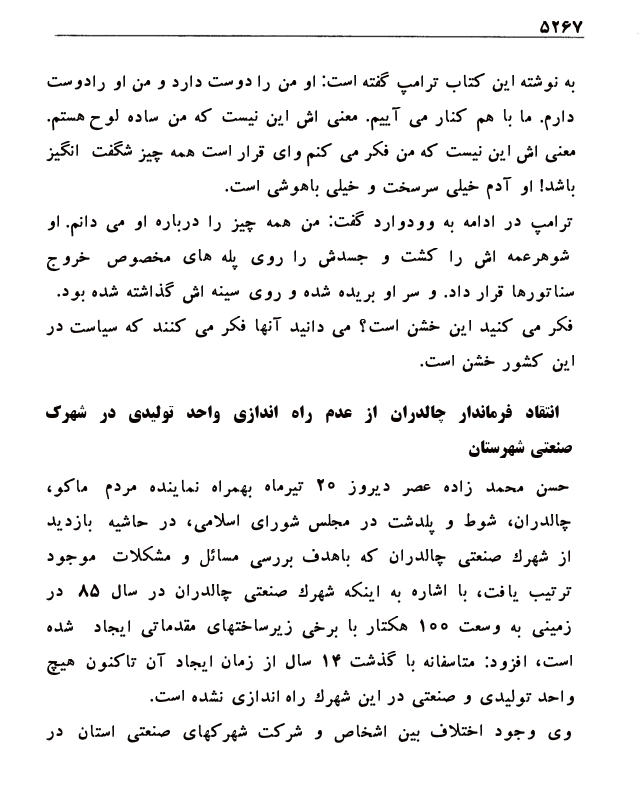 ۵۲۶۷
به نوشته این کتاب ترامپ گفته است: او من را دوست دارد و من او رادوست
دارم. ما با هم کنار می آییم. معنی اش این نیست که من ساده لوح هستم.
معنی اش این نیست که من فکر می کنم وای قرار است همه چیز شگفت انگیز
باشد! او آدم خیلی سرسخت و خیلی باهوشی است.
ترامپ در ادامه به وودوارد گفت: من همه چیز را درباره او می دانم. او
شوهرعمه اش را کشت و جسدش را روی پله های مخصوص خروج
سناتورها قرار داد. و سر او بریده شده و روی سینه اش گذاشته شده بود.
فکر می کنید این خشن است؟ می دانید آنها فکر می کنند که سیاست در
این کشور خشن است.
انتقاد فرماندار چالدران از عدم راه اندازی واحد تولیدی در شهرک
صنعتی شهرستان
حسن محمد زاده عصر دیروز ۲۰ تیرماه بهمراه نماینده مردم ماکو،
چالدران، شوط و پلدشت در مجلس شورای اسلامی، در حاشیه بازدید
از شهرك صنعتی چالدران که باهدف بررسی مسائل و مشکلات موجود
ترتیب یافت، با اشاره به اینکه شهرك صنعتی چالدران در سال ۸۵ در
زمینی به وسعت ۱۰۰ هکتار با برخی زیرساختهای مقدماتی ایجاد شده
است، افزود: متاسفانه با گذشت ۱۴ سال از زمان ایجاد آن تاکنون هیچ
واحد تولیدی و صنعتی در این شهرك راه اندازی نشده است.
وی وجود اختلاف بین اشخاص و شرکت شهرکهای صنعتی استان در